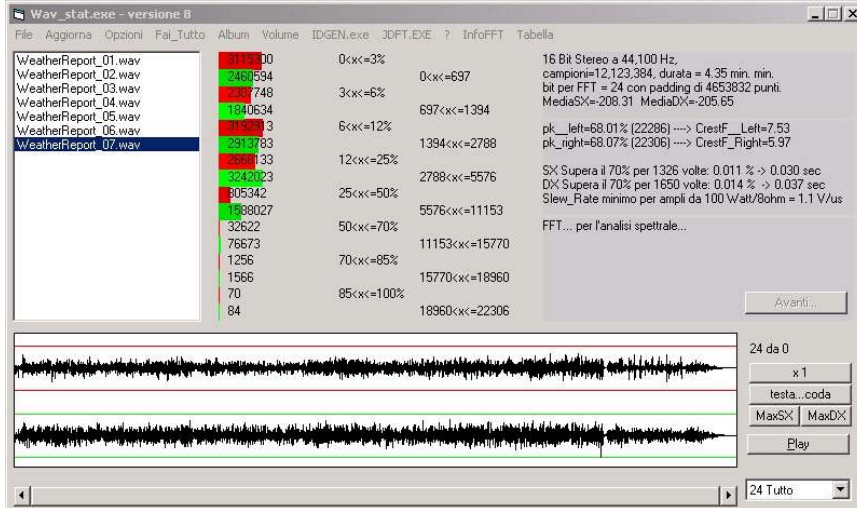 Wav_stat.exe - versione 8
File Aggiorna Opzioni Fai_Tutto Album Volume IDGEN.exe JDFT.EXE ? InfoFFT Tabella
WeatherReport_01.wav
WeatherReport_02.wav
WeatherReport_03.wav
WeatherReport_04.wav
WeatherReport_05.wav
WeatherReport_06.wav
WeatherReport_07.wav
3115300 0<x<=3%
2460594 0<x<=697
2307748 3<x<=6%
1840634 697<x<=1394
3192313 6<x<=12%
2913783 1394<x<=2788
2668133 12<x<=25%
3242023 2788<x<=5576
805342 25<x<=50%
1588027 5576<x<=11153
32622 50<x<=70%
76673 11153<x<=15770
1256 70<x<=85%
1566 15770<x<=18960
70 85<x<=100%
84 18960<x<=22306
16 Bit Stereo a 44,100 Hz,
campioni=12,123,384, durata = 4.35 min. min.
bit per FFT = 24 con padding di 4653832 punti.
MediaSX=-208.31 MediaDX=-205.65
pk__left=68.01% (22286) ----> CrestF__Left=7.53
pk_right=68.07% (22306) ----> CrestF_Right=5.97
SX Supera il 70% per 1326 volte: 0.011 % -> 0.030 sec
DX Supera il 70% per 1650 volte: 0.014 % -> 0.037 sec
Slew_Rate minimo per ampli da 100 Watt/8ohm = 1.1 V/us
FFT... per l'analisi spettrale...
Avanti...
24 da 0
x 1
testa...coda
MaxSX MaxDX
Play
24 Tutto